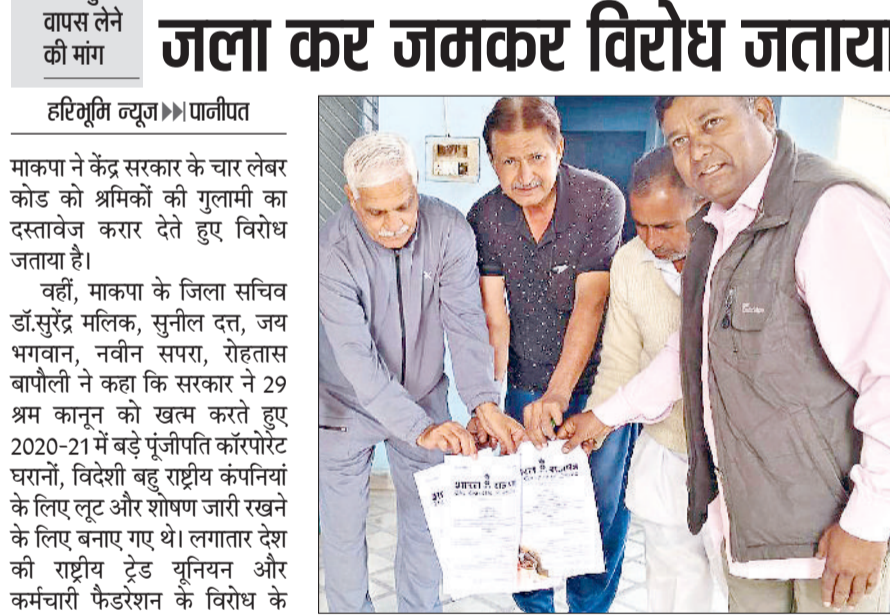 वापस लेने
की मांग
जला कर जमकर विरोध जताया
हरिभूमि न्यूज▶▶पानीपत
माकपा ने केंद्र सरकार के चार लेबर
कोड को श्रमिकों की गुलामी का
दस्तावेज करार देते हुए विरोध
जताया है।
वहीं, माकपा के जिला सचिव
डॉ.सुरेंद्र मलिक, सुनील दत्त, जय
भगवान, नवीन सपरा, रोहतास
बापौली ने कहा कि सरकार ने 29
श्रम कानून को खत्म करते हुए
2020-21 में बड़े पूंजीपति कॉरपोरेट
घरानों, विदेशी बहु राष्ट्रीय कंपनियां
के लिए लूट और शोषण जारी रखने
के लिए बनाए गए थे। लगातार देश
की राष्ट्रीय ट्रेड यूनियन और
कर्मचारी फैडरेशन के विरोध के